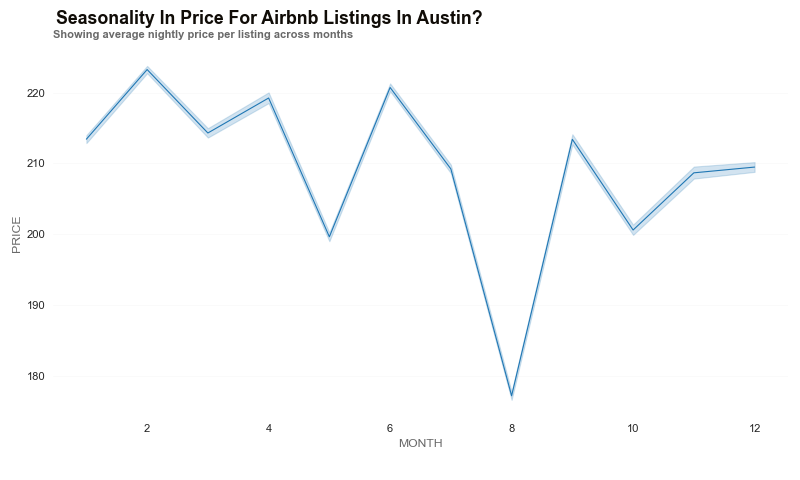 Seasonality In Price For Airbnb Listings In Austin?
Showing average nightly price per listing across months
220
210
PRICE
200
190
180
2 4 6 8 10 12
MONTH